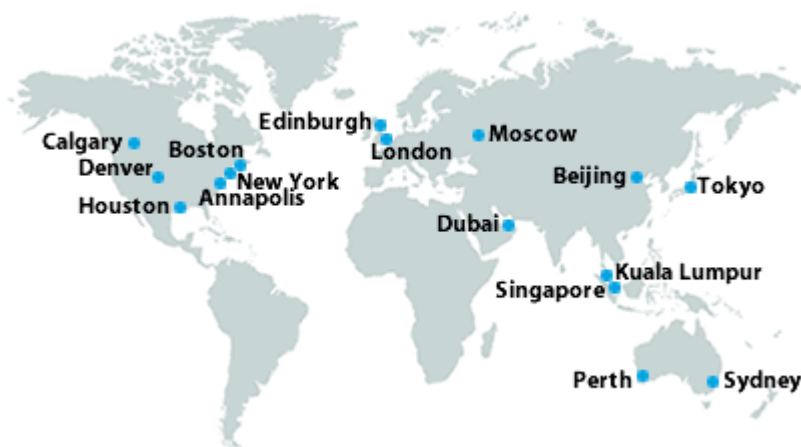 Edinburgh
Moscow
Calgary
Boston
London
Denver
New York
Beijing
Tokyo
Annapolis
Houston
Dubai
Kuala Lumpur
Singapore
Perth
Sydney